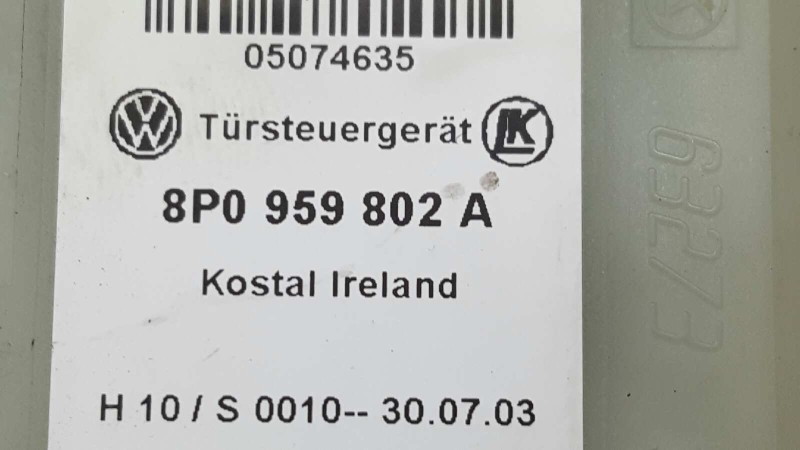 05074635
Türsteuergerät
8P0 959 802 A
Kostal Ireland
H 10 / S 0010-- 30.07.03